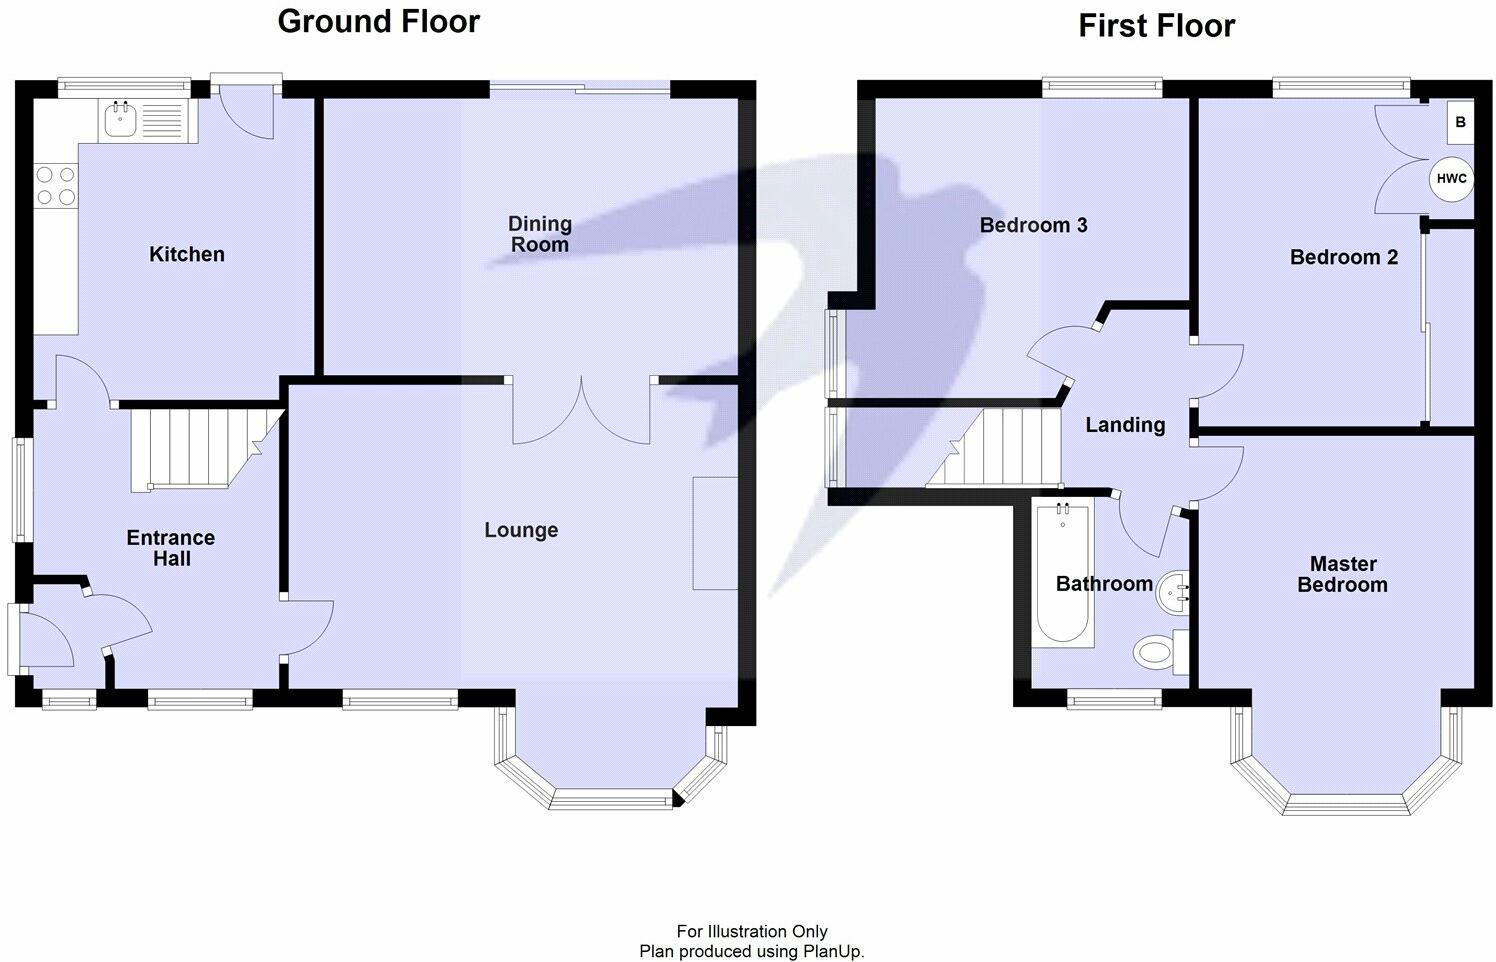 Ground Floor
First Floor
Kitchen
Dining
Room
Entrance
Hall
Lounge
Bedroom 3
Bedroom 2
B
HWC
Landing
Bathroom
Master
Bedroom
For Illustration Only
Plan produced using PlanUp.